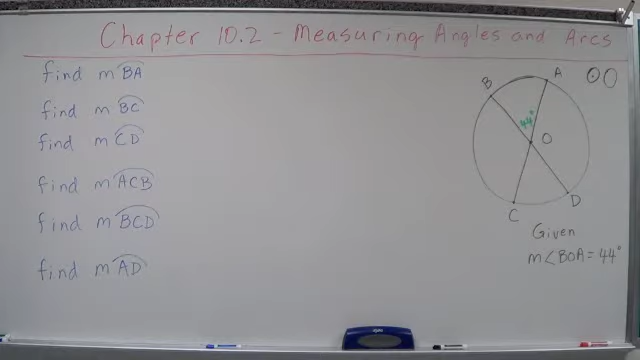 Chapter 10.2 - Measuring Angles and Arcs
find m BA
find m BC
find m CD
find m ACB
find m BCD
find m AD
B
A
44°
O
C
D
Given
m∠BOA = 44°